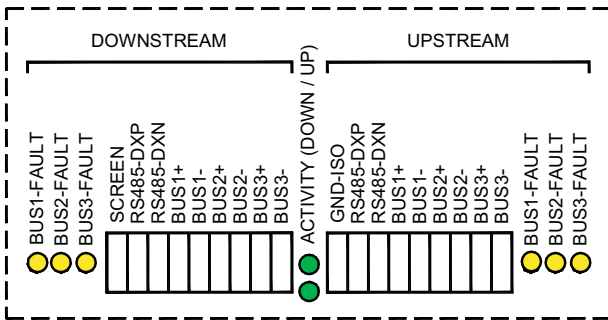 DOWNSTREAM
UPSTREAM
BUS1-FAULT
BUS2-FAULT
BUS3-FAULT
SCREEN
RS485-DXP
RS485-DXN
BUS1+
BUS1-
BUS2+
BUS2-
BUS3+
BUS3-
ACTIVITY (DOWN / UP)
GND-ISO
RS485-DXP
RS485-DXN
BUS1+
BUS1-
BUS2+
BUS2-
BUS3+
BUS3-
BUS1-FAULT
BUS2-FAULT
BUS3-FAULT